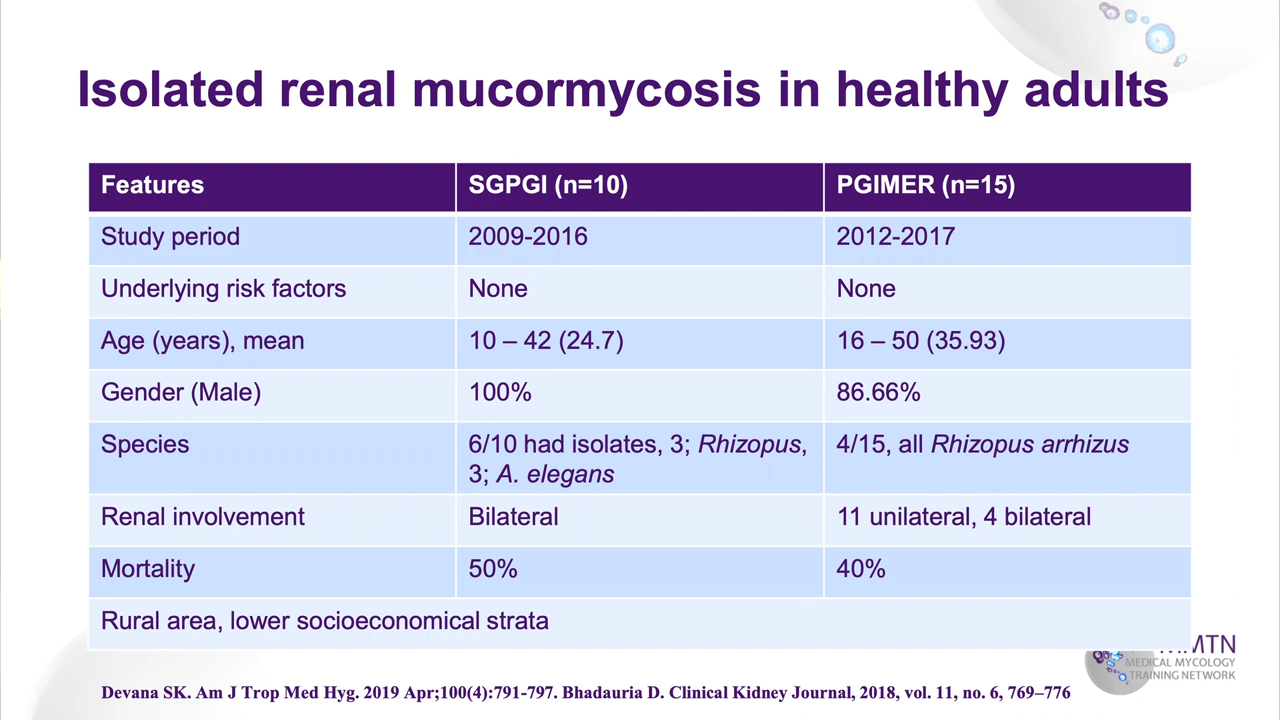 Isolated renal mucormycosis in healthy adults
Features SGPGI (n=10) PGIMER (n=15)
Study period 2009-2016 2012-2017
Underlying risk factors None None
Age (years), mean 10 – 42 (24.7) 16 – 50 (35.93)
Gender (Male) 100% 86.66%
Species 6/10 had isolates, 3; Rhizopus, 4/15, all Rhizopus arrhizus
3; A. elegans
Renal involvement Bilateral 11 unilateral, 4 bilateral
Mortality 50% 40%
Rural area, lower socioeconomical strata
MMTN
MEDICAL MYCOLOGY
TRAINING NETWORK
Devana SK. Am J Trop Med Hyg. 2019 Apr;100(4):791-797. Bhadauria D. Clinical Kidney Journal, 2018, vol. 11, no. 6, 769–776